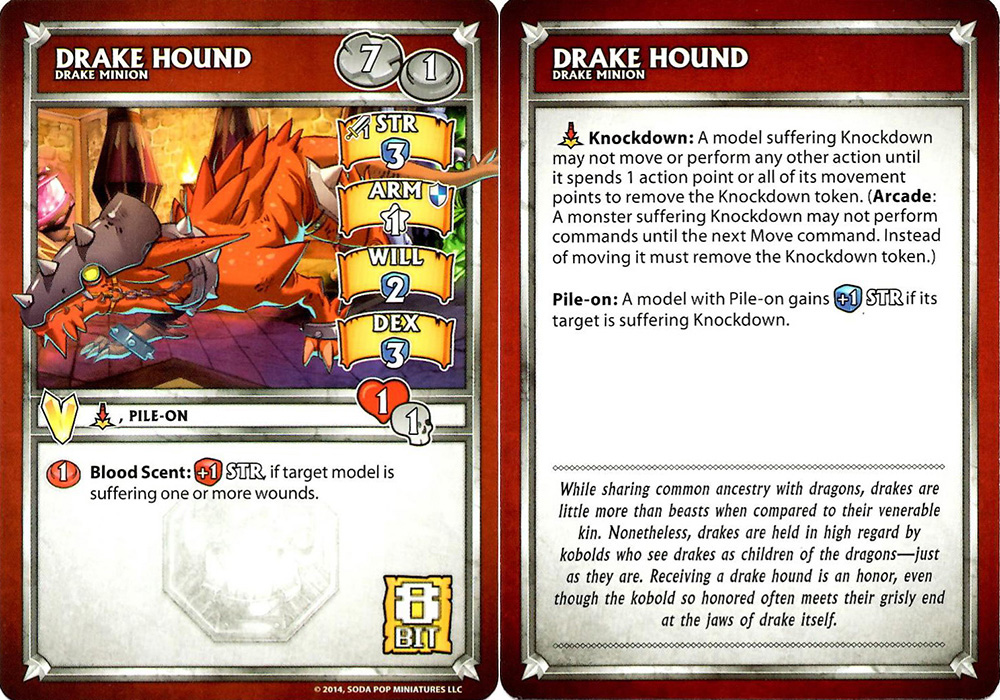 DRAKE HOUND
DRAKE MINION
7
1
STR
3
ARM
1
WILL
2
DEX
3
1
1
, PILE-ON
1 Blood Scent: +1 STR if target model is
suffering one or more wounds.
8
BIT
© 2014, SODA POP MINIATURES LLC
DRAKE HOUND
DRAKE MINION
Knockdown: A model suffering Knockdown
may not move or perform any other action until
it spends 1 action point or all of its movement
points to remove the Knockdown token. (Arcade:
A monster suffering Knockdown may not perform
commands until the next Move command. Instead
of moving it must remove the Knockdown token.)
Pile-on: A model with Pile-on gains +1 STR if its
target is suffering Knockdown.
While sharing common ancestry with dragons, drakes are
little more than beasts when compared to their venerable
kin. Nonetheless, drakes are held in high regard by
kobolds who see drakes as children of the dragons—just
as they are. Receiving a drake hound is an honor, even
though the kobold so honored often meets their grisly end
at the jaws of drake itself.